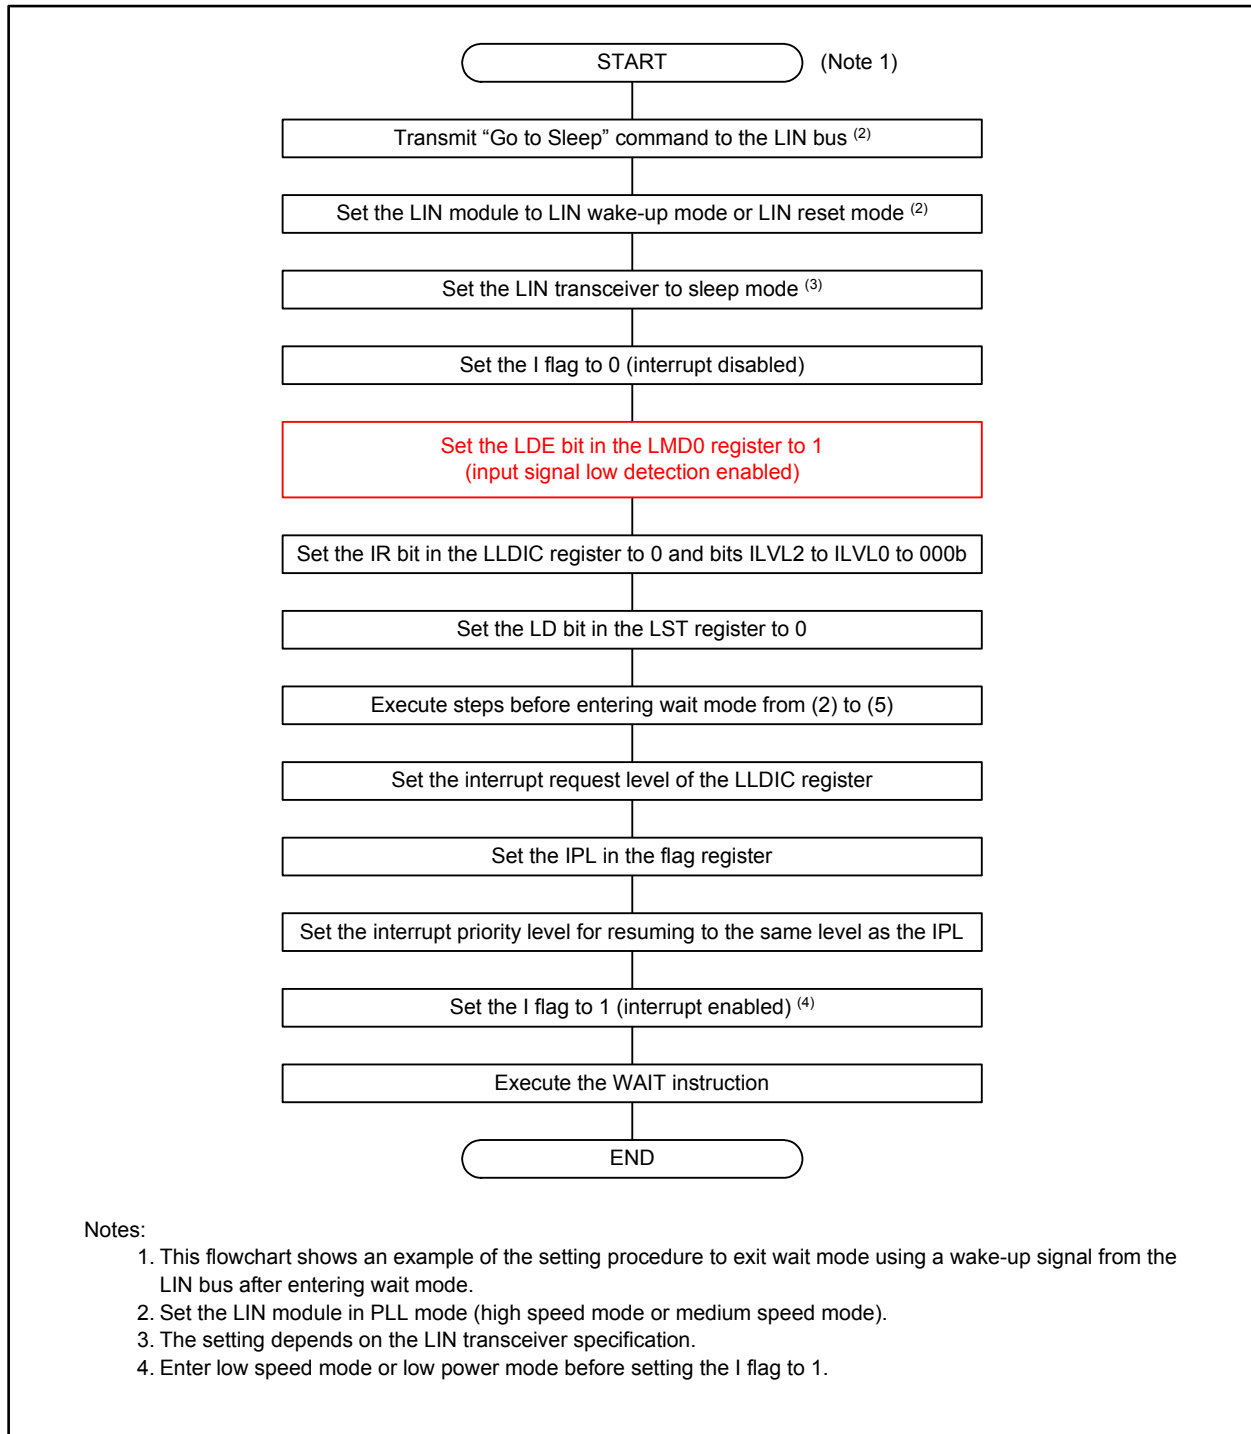 START (Note 1)
Transmit “Go to Sleep” command to the LIN bus (2)
Set the LIN module to LIN wake-up mode or LIN reset mode (2)
Set the LIN transceiver to sleep mode (3)
Set the I flag to 0 (interrupt disabled)
Set the LDE bit in the LMD0 register to 1
(input signal low detection enabled)
Set the IR bit in the LLDIC register to 0 and bits ILVL2 to ILVL0 to 000b
Set the LD bit in the LST register to 0
Execute steps before entering wait mode from (2) to (5)
Set the interrupt request level of the LLDIC register
Set the IPL in the flag register
Set the interrupt priority level for resuming to the same level as the IPL
Set the I flag to 1 (interrupt enabled) (4)
Execute the WAIT instruction
END
Notes:
1. This flowchart shows an example of the setting procedure to exit wait mode using a wake-up signal from the
LIN bus after entering wait mode.
2. Set the LIN module in PLL mode (high speed mode or medium speed mode).
3. The setting depends on the LIN transceiver specification.
4. Enter low speed mode or low power mode before setting the I flag to 1.